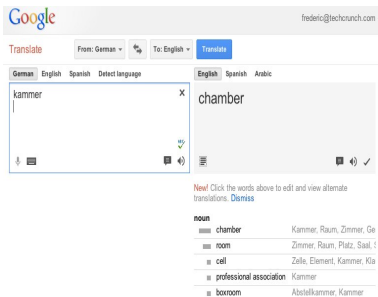 Google
frederic@techcrunch.com
Translate From: German To: English Translate
German English Spanish Detect language
English Spanish Arabic
kammer
chamber
New! Click the words above to edit and view alternate
translations. Dismiss
noun
chamber Kammer, Raum, Zimmer, Ge
room Zimmer, Raum, Platz, Saal,
cell Zelle, Element, Kammer, Kla
professional association Kammer
boxroom Abstellkammer, Kammer